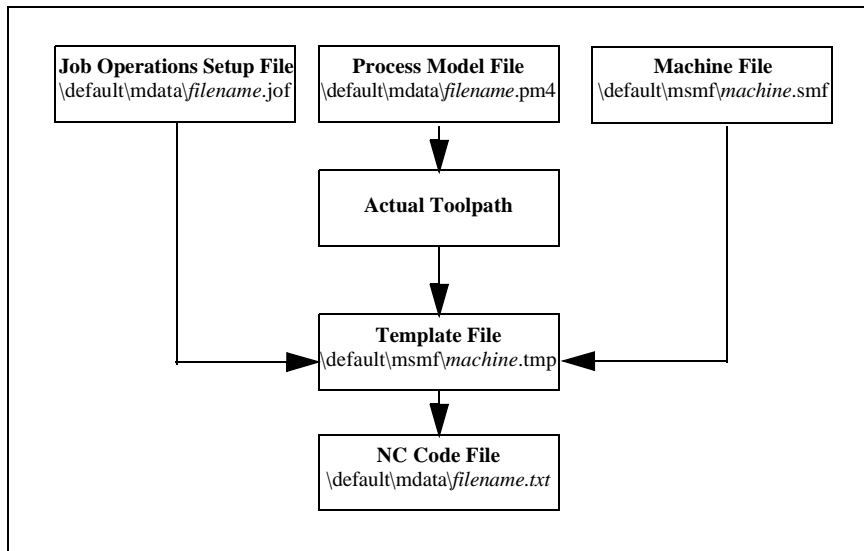 Job Operations Setup File
\default\mdata\filename.jof
Process Model File
\default\mdata\filename.pm4
Machine File
\default\msmf\machine.smf
Actual Toolpath
Template File
\default\msmf\machine.tmp
NC Code File
\default\mdata\filename.txt